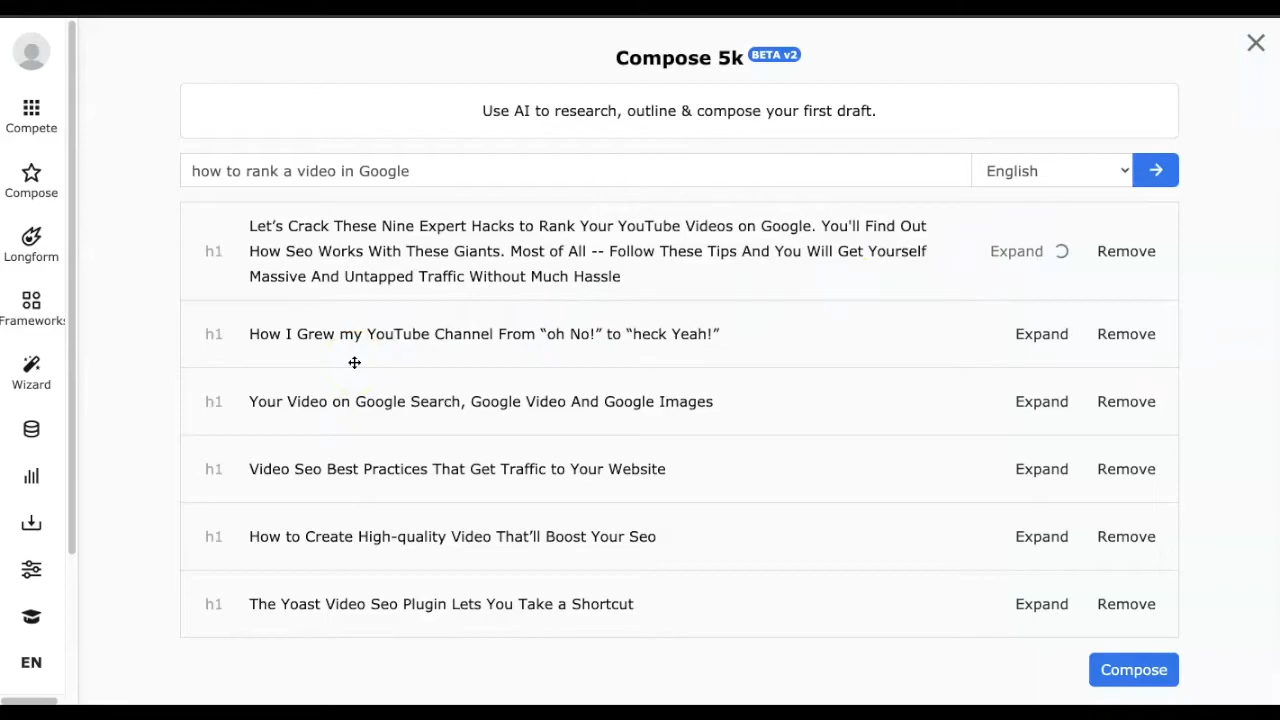 Compose 5k BETA v2
Use AI to research, outline & compose your first draft.
how to rank a video in Google
English
Compete
Compose
Longform
Frameworks
Wizard
EN
h1
Let’s Crack These Nine Expert Hacks to Rank Your YouTube Videos on Google. You'll Find Out
How Seo Works With These Giants. Most of All -- Follow These Tips And You Will Get Yourself
Massive And Untapped Traffic Without Much Hassle
Expand
Remove
h1
How I Grew my YouTube Channel From “oh No!” to “heck Yeah!”
Expand
Remove
h1
Your Video on Google Search, Google Video And Google Images
Expand
Remove
h1
Video Seo Best Practices That Get Traffic to Your Website
Expand
Remove
h1
How to Create High-quality Video That’ll Boost Your Seo
Expand
Remove
h1
The Yoast Video Seo Plugin Lets You Take a Shortcut
Expand
Remove
Compose